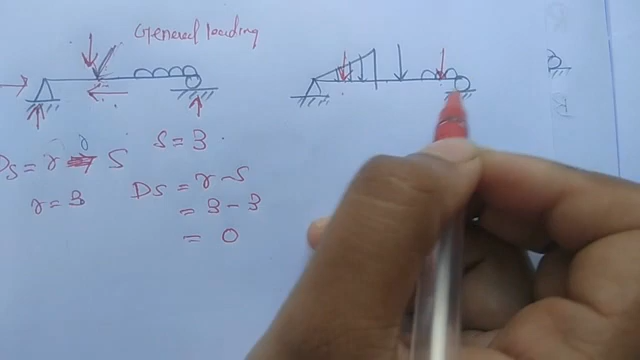 General loading
S = 3
Ds = r - S
r = 3
DS = r - S
= 3 - 3
= 0